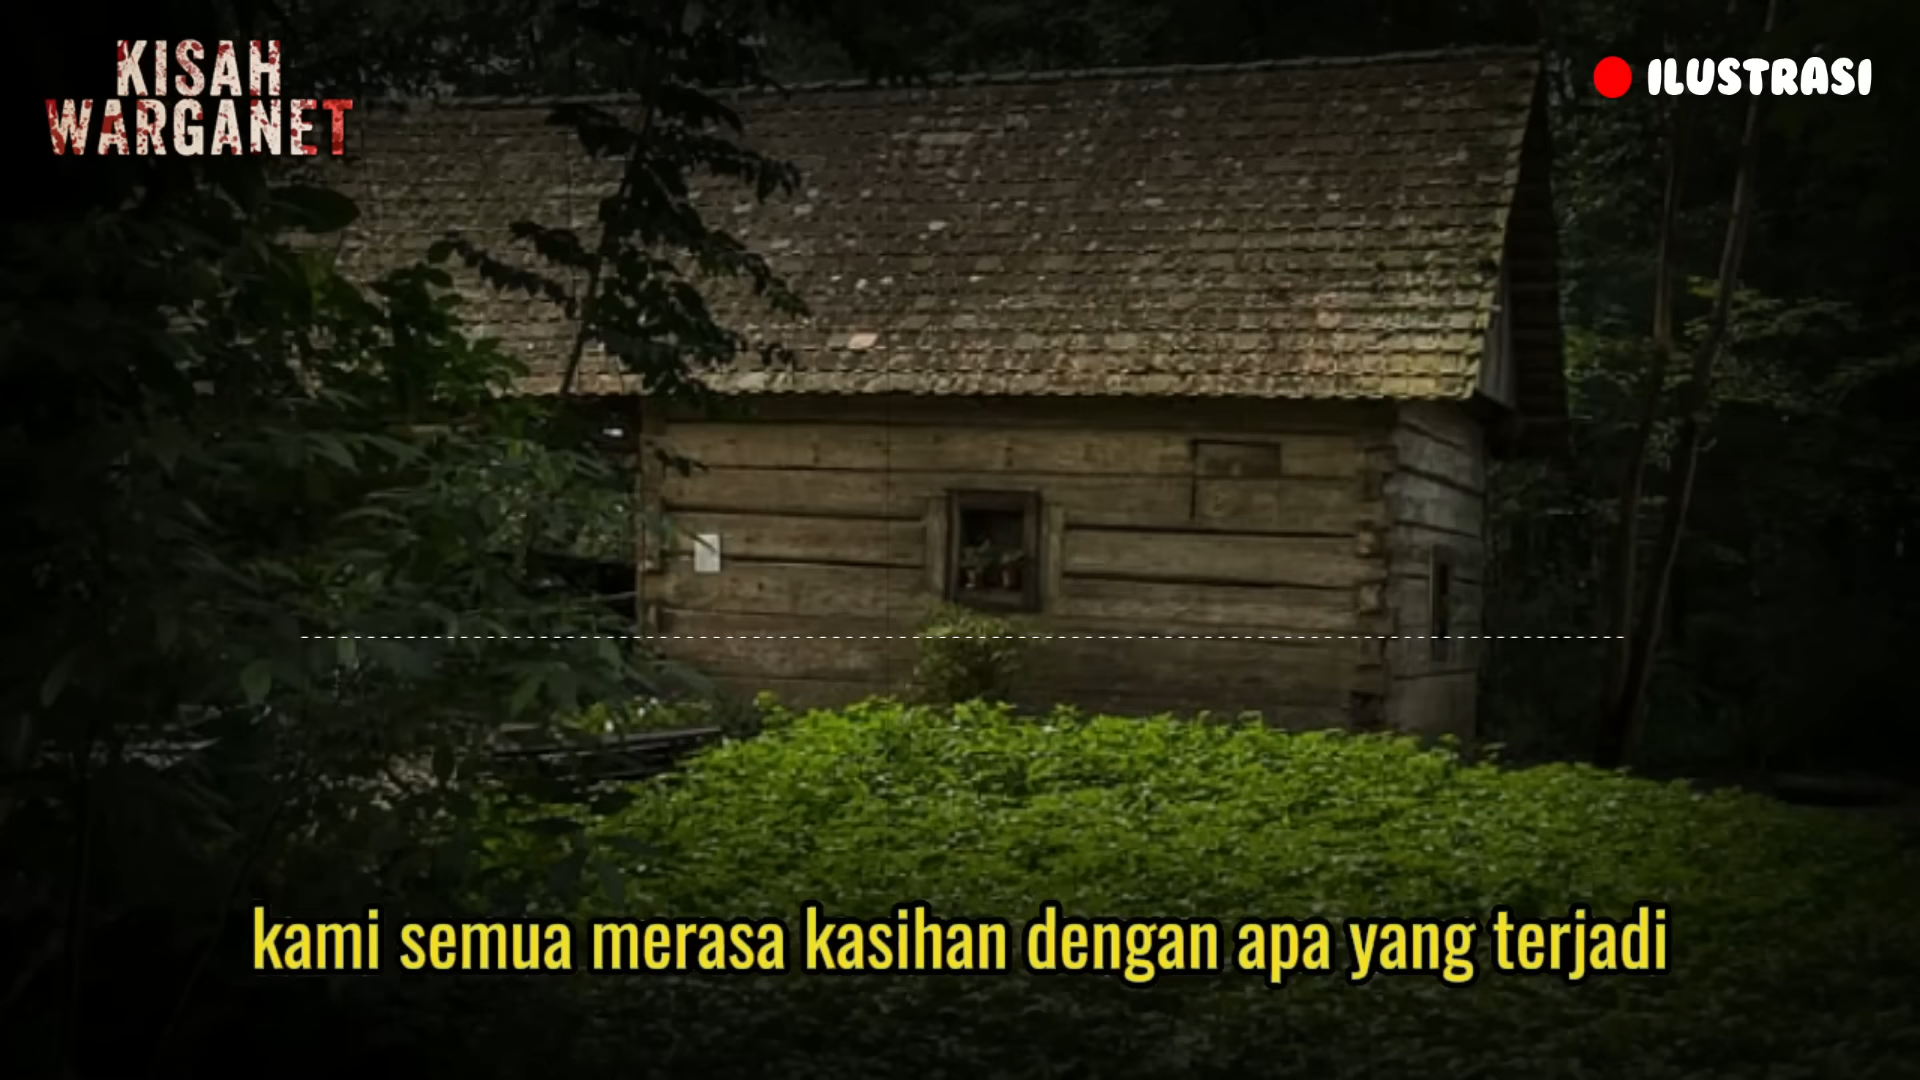 KISAH
WARGANET
ILUSTRASI
kami semua merasa kasihan dengan apa yang terjadi